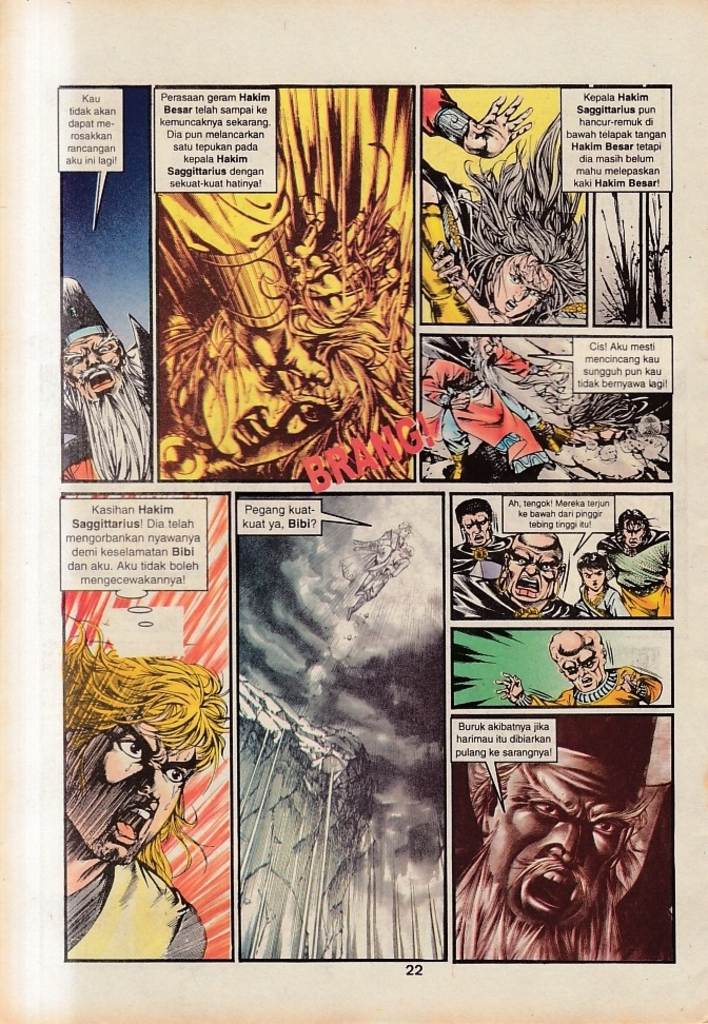 Kau
tidak akan
dapat me-
rosakkan
rancangan
aku ini lagi!
Perasaan geram Hakim
Besar telah sampai ke
kemuncaknya sekarang.
Dia pun melancarkan
satu tepukan pada
kepala Hakim
Saggittarius dengan
sekuat-kuat hatinya!
BRANG!
Kepala Hakim
Saggittarius pun
hancur-remuk di
bawah telapak tangan
Hakim Besar tetapi
dia masih belum
mahu melepaskan
kaki Hakim Besar!
Cis! Aku mesti
mencincang kau
sungguh pun kau
tidak bernyawa lagi!
Kasihan Hakim
Saggittarius! Dia telah
mengorbankan nyawanya
demi keselamatan Bibi
dan aku. Aku tidak boleh
mengecewakannya!
Pegang kuat-
kuat ya, Bibi?
Ah, tengok! Mereka terjun
ke bawah dari pinggir
tebing tinggi itu!
Buruk akibatnya jika
harimau itu dibiarkan
pulang ke sarangnya!
22